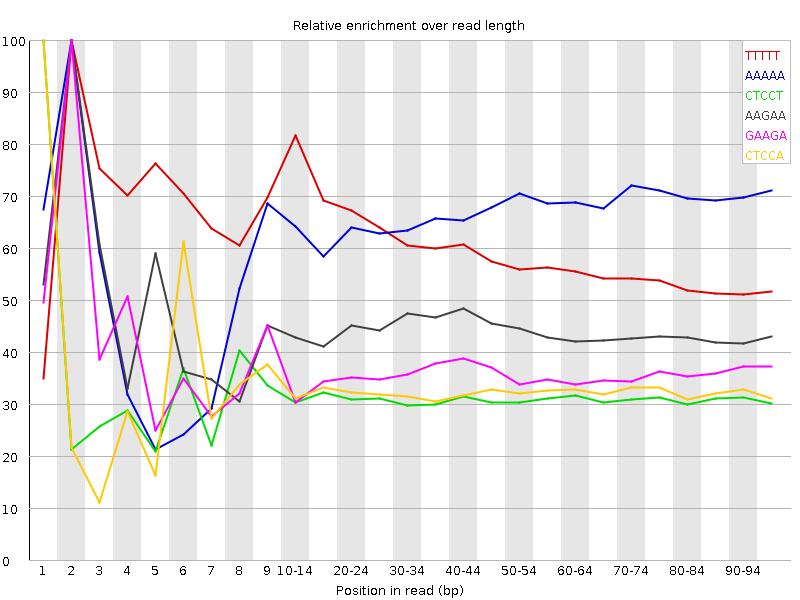 Relative enrichment over read length
100
90
80
70
60
50
40
30
20
10
0
TTTTT
AAAAA
CTCCT
AAGAA
GAAGA
CTCCA
1 2 3 4 5 6 7 8 9 10-14 20-24 30-34 40-44 50-54 60-64 70-74 80-84 90-94
Position in read (bp)